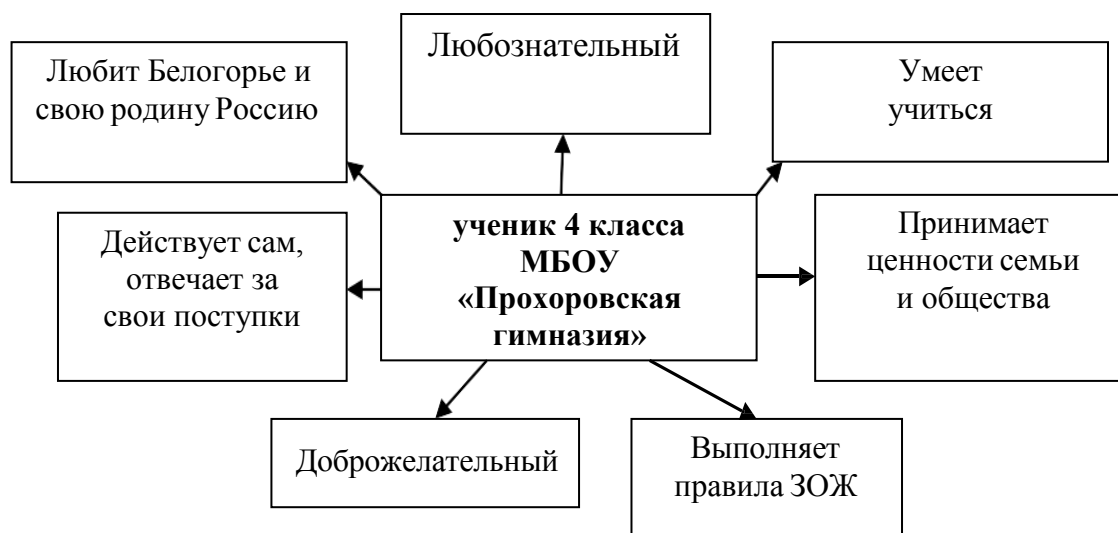 Любознательный
Любит Белогорье и
свою родину Россию
Умеет
учиться
Действует сам,
отвечает за
свои поступки
ученик 4 класса
МБОУ
«Прохоровская
гимназия»
Принимает
ценности семьи
и общества
Доброжелательный
Выполняет
правила ЗОЖ